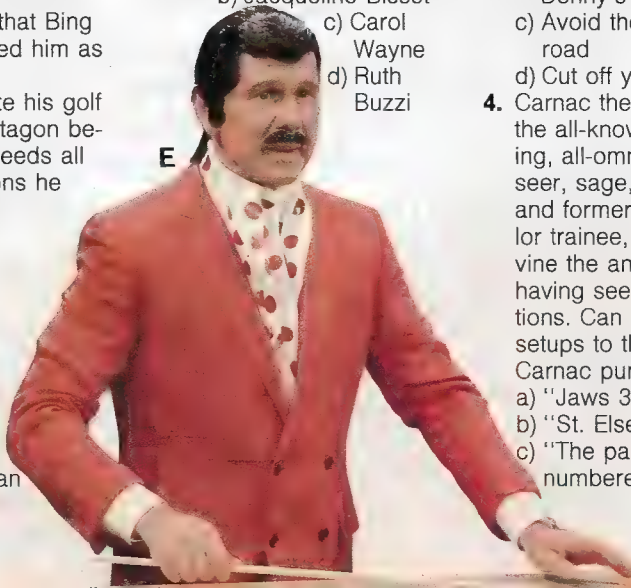 that Bing
ed him as
te his golf
tagon be-
eeds all
ons he
an
b) Jacqueline Bisset
c) Carol
Wayne
d) Ruth
Buzzi
E
c) Avoid the
road
d) Cut off y
4. Carnac the
the all-know
ing, all-omn
seer, sage,
and former
lor trainee,
vine the an
having see
tions. Can
setups to th
Carnac pun
a) "Jaws 3
b) "St. Else
c) "The pa
numbere